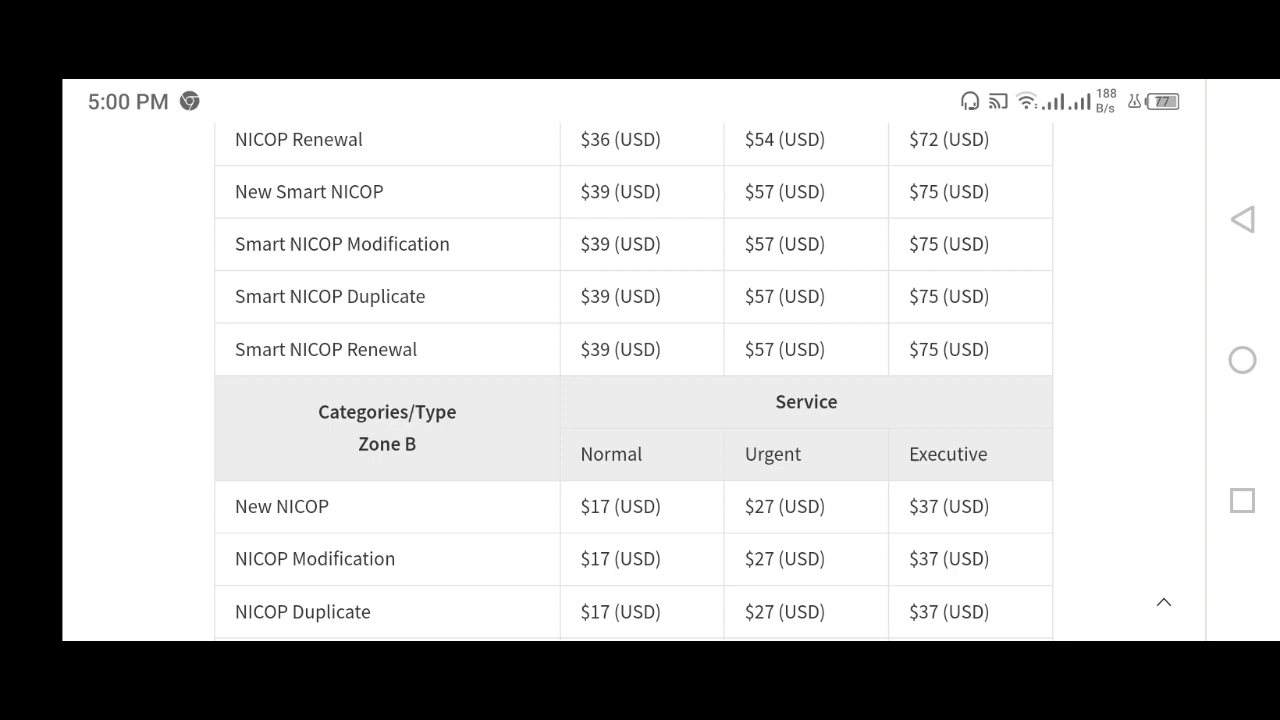 5:00 PM 188 B/s 77
NICOP Renewal $36 (USD) $54 (USD) $72 (USD)
New Smart NICOP $39 (USD) $57 (USD) $75 (USD)
Smart NICOP Modification $39 (USD) $57 (USD) $75 (USD)
Smart NICOP Duplicate $39 (USD) $57 (USD) $75 (USD)
Smart NICOP Renewal $39 (USD) $57 (USD) $75 (USD)
Categories/Type
Zone B
Service
Normal Urgent Executive
New NICOP $17 (USD) $27 (USD) $37 (USD)
NICOP Modification $17 (USD) $27 (USD) $37 (USD)
NICOP Duplicate $17 (USD) $27 (USD) $37 (USD)